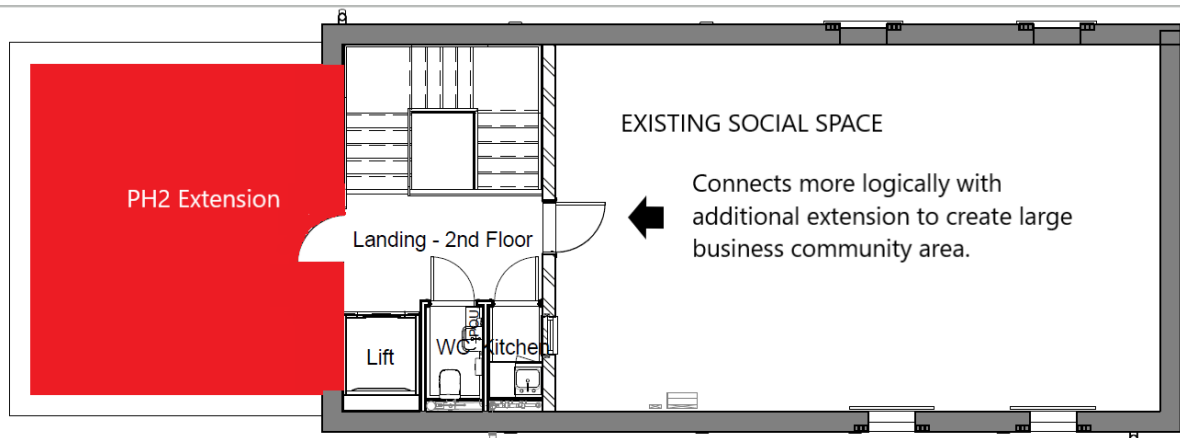 EXISTING SOCIAL SPACE
Connects more logically with
additional extension to create large
business community area.
PH2 Extension
Landing - 2nd Floor
Lift
WC
Kitchen